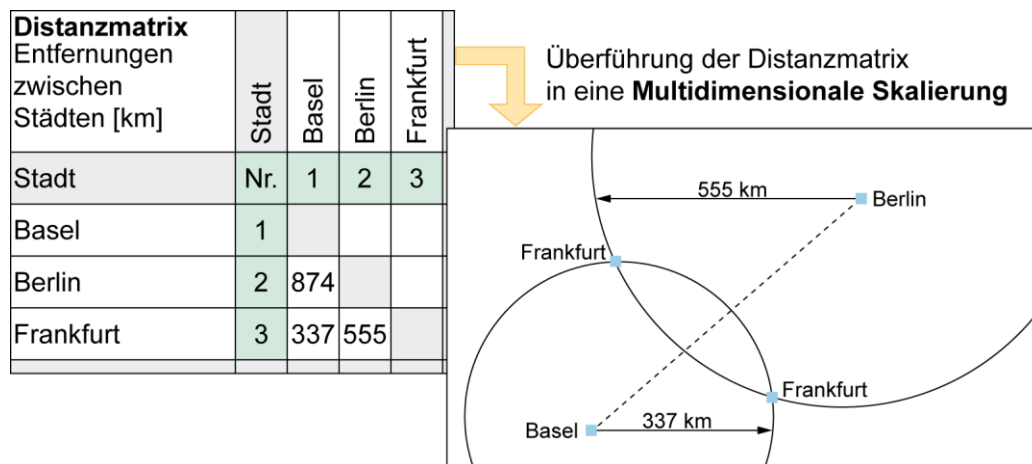 Distanzmatrix
Entfernungen
zwischen
Städten [km]
Stadt
Basel
Berlin
Frankfurt
Stadt Nr. 1 2 3
Basel 1
Berlin 2 874
Frankfurt 3 337 555
Überführung der Distanzmatrix
in eine Multidimensionale Skalierung
555 km
Berlin
Frankfurt
Frankfurt
Basel
337 km